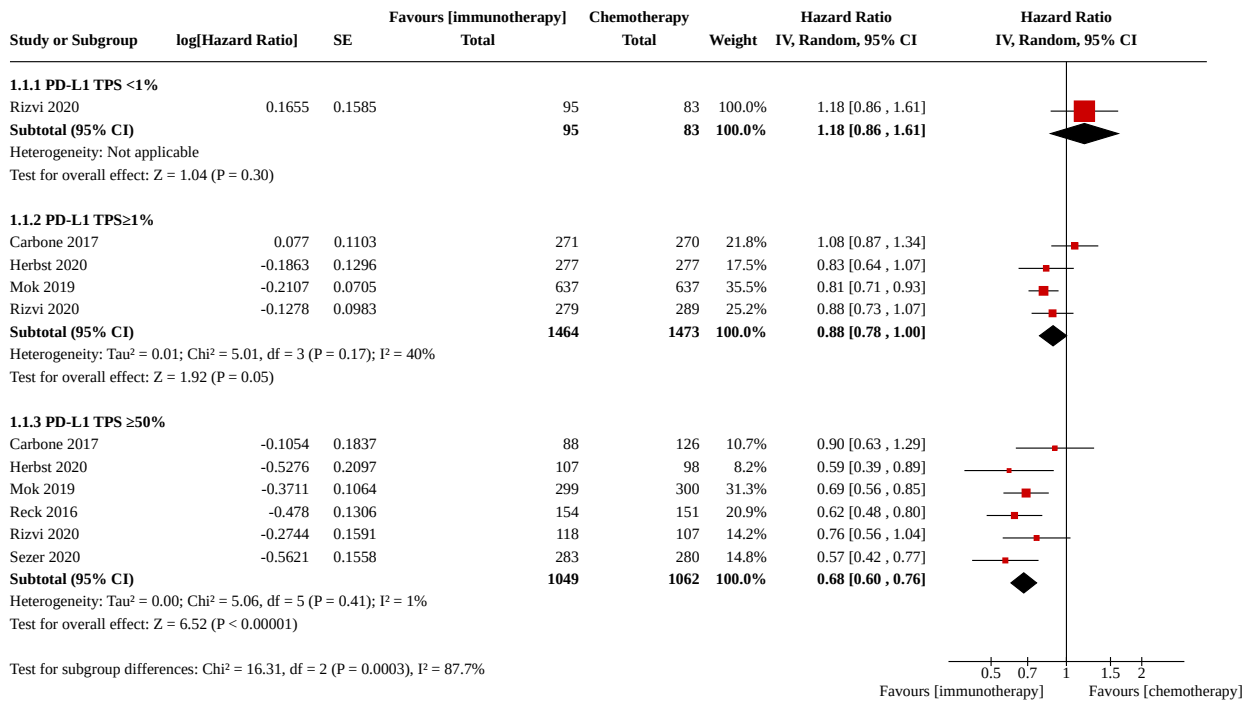 Favours [immunotherapy] Chemotherapy Hazard Ratio Hazard Ratio
Study or Subgroup log[Hazard Ratio] SE Total Total Weight IV, Random, 95% CI IV, Random, 95% CI
1.1.1 PD-L1 TPS <1%
Rizvi 2020 0.1655 0.1585 95 83 100.0% 1.18 [0.86 , 1.61]
Subtotal (95% CI) 95 83 100.0% 1.18 [0.86 , 1.61]
Heterogeneity: Not applicable
Test for overall effect: Z = 1.04 (P = 0.30)
1.1.2 PD-L1 TPS≥1%
Carbone 2017 0.077 0.1103 271 270 21.8% 1.08 [0.87 , 1.34]
Herbst 2020 -0.1863 0.1296 277 277 17.5% 0.83 [0.64 , 1.07]
Mok 2019 -0.2107 0.0705 637 637 35.5% 0.81 [0.71 , 0.93]
Rizvi 2020 -0.1278 0.0983 279 289 25.2% 0.88 [0.73 , 1.07]
Subtotal (95% CI) 1464 1473 100.0% 0.88 [0.78 , 1.00]
Heterogeneity: Tau² = 0.01; Chi² = 5.01, df = 3 (P = 0.17); I² = 40%
Test for overall effect: Z = 1.92 (P = 0.05)
1.1.3 PD-L1 TPS ≥50%
Carbone 2017 -0.1054 0.1837 88 126 10.7% 0.90 [0.63 , 1.29]
Herbst 2020 -0.5276 0.2097 107 98 8.2% 0.59 [0.39 , 0.89]
Mok 2019 -0.3711 0.1064 299 300 31.3% 0.69 [0.56 , 0.85]
Reck 2016 -0.478 0.1306 154 151 20.9% 0.62 [0.48 , 0.80]
Rizvi 2020 -0.2744 0.1591 118 107 14.2% 0.76 [0.56 , 1.04]
Sezer 2020 -0.5621 0.1558 283 280 14.8% 0.57 [0.42 , 0.77]
Subtotal (95% CI) 1049 1062 100.0% 0.68 [0.60 , 0.76]
Heterogeneity: Tau² = 0.00; Chi² = 5.06, df = 5 (P = 0.41); I² = 1%
Test for overall effect: Z = 6.52 (P < 0.00001)
Test for subgroup differences: Chi² = 16.31, df = 2 (P = 0.0003), I² = 87.7%
0.5 0.7 1 1.5 2
Favours [immunotherapy] Favours [chemotherapy]